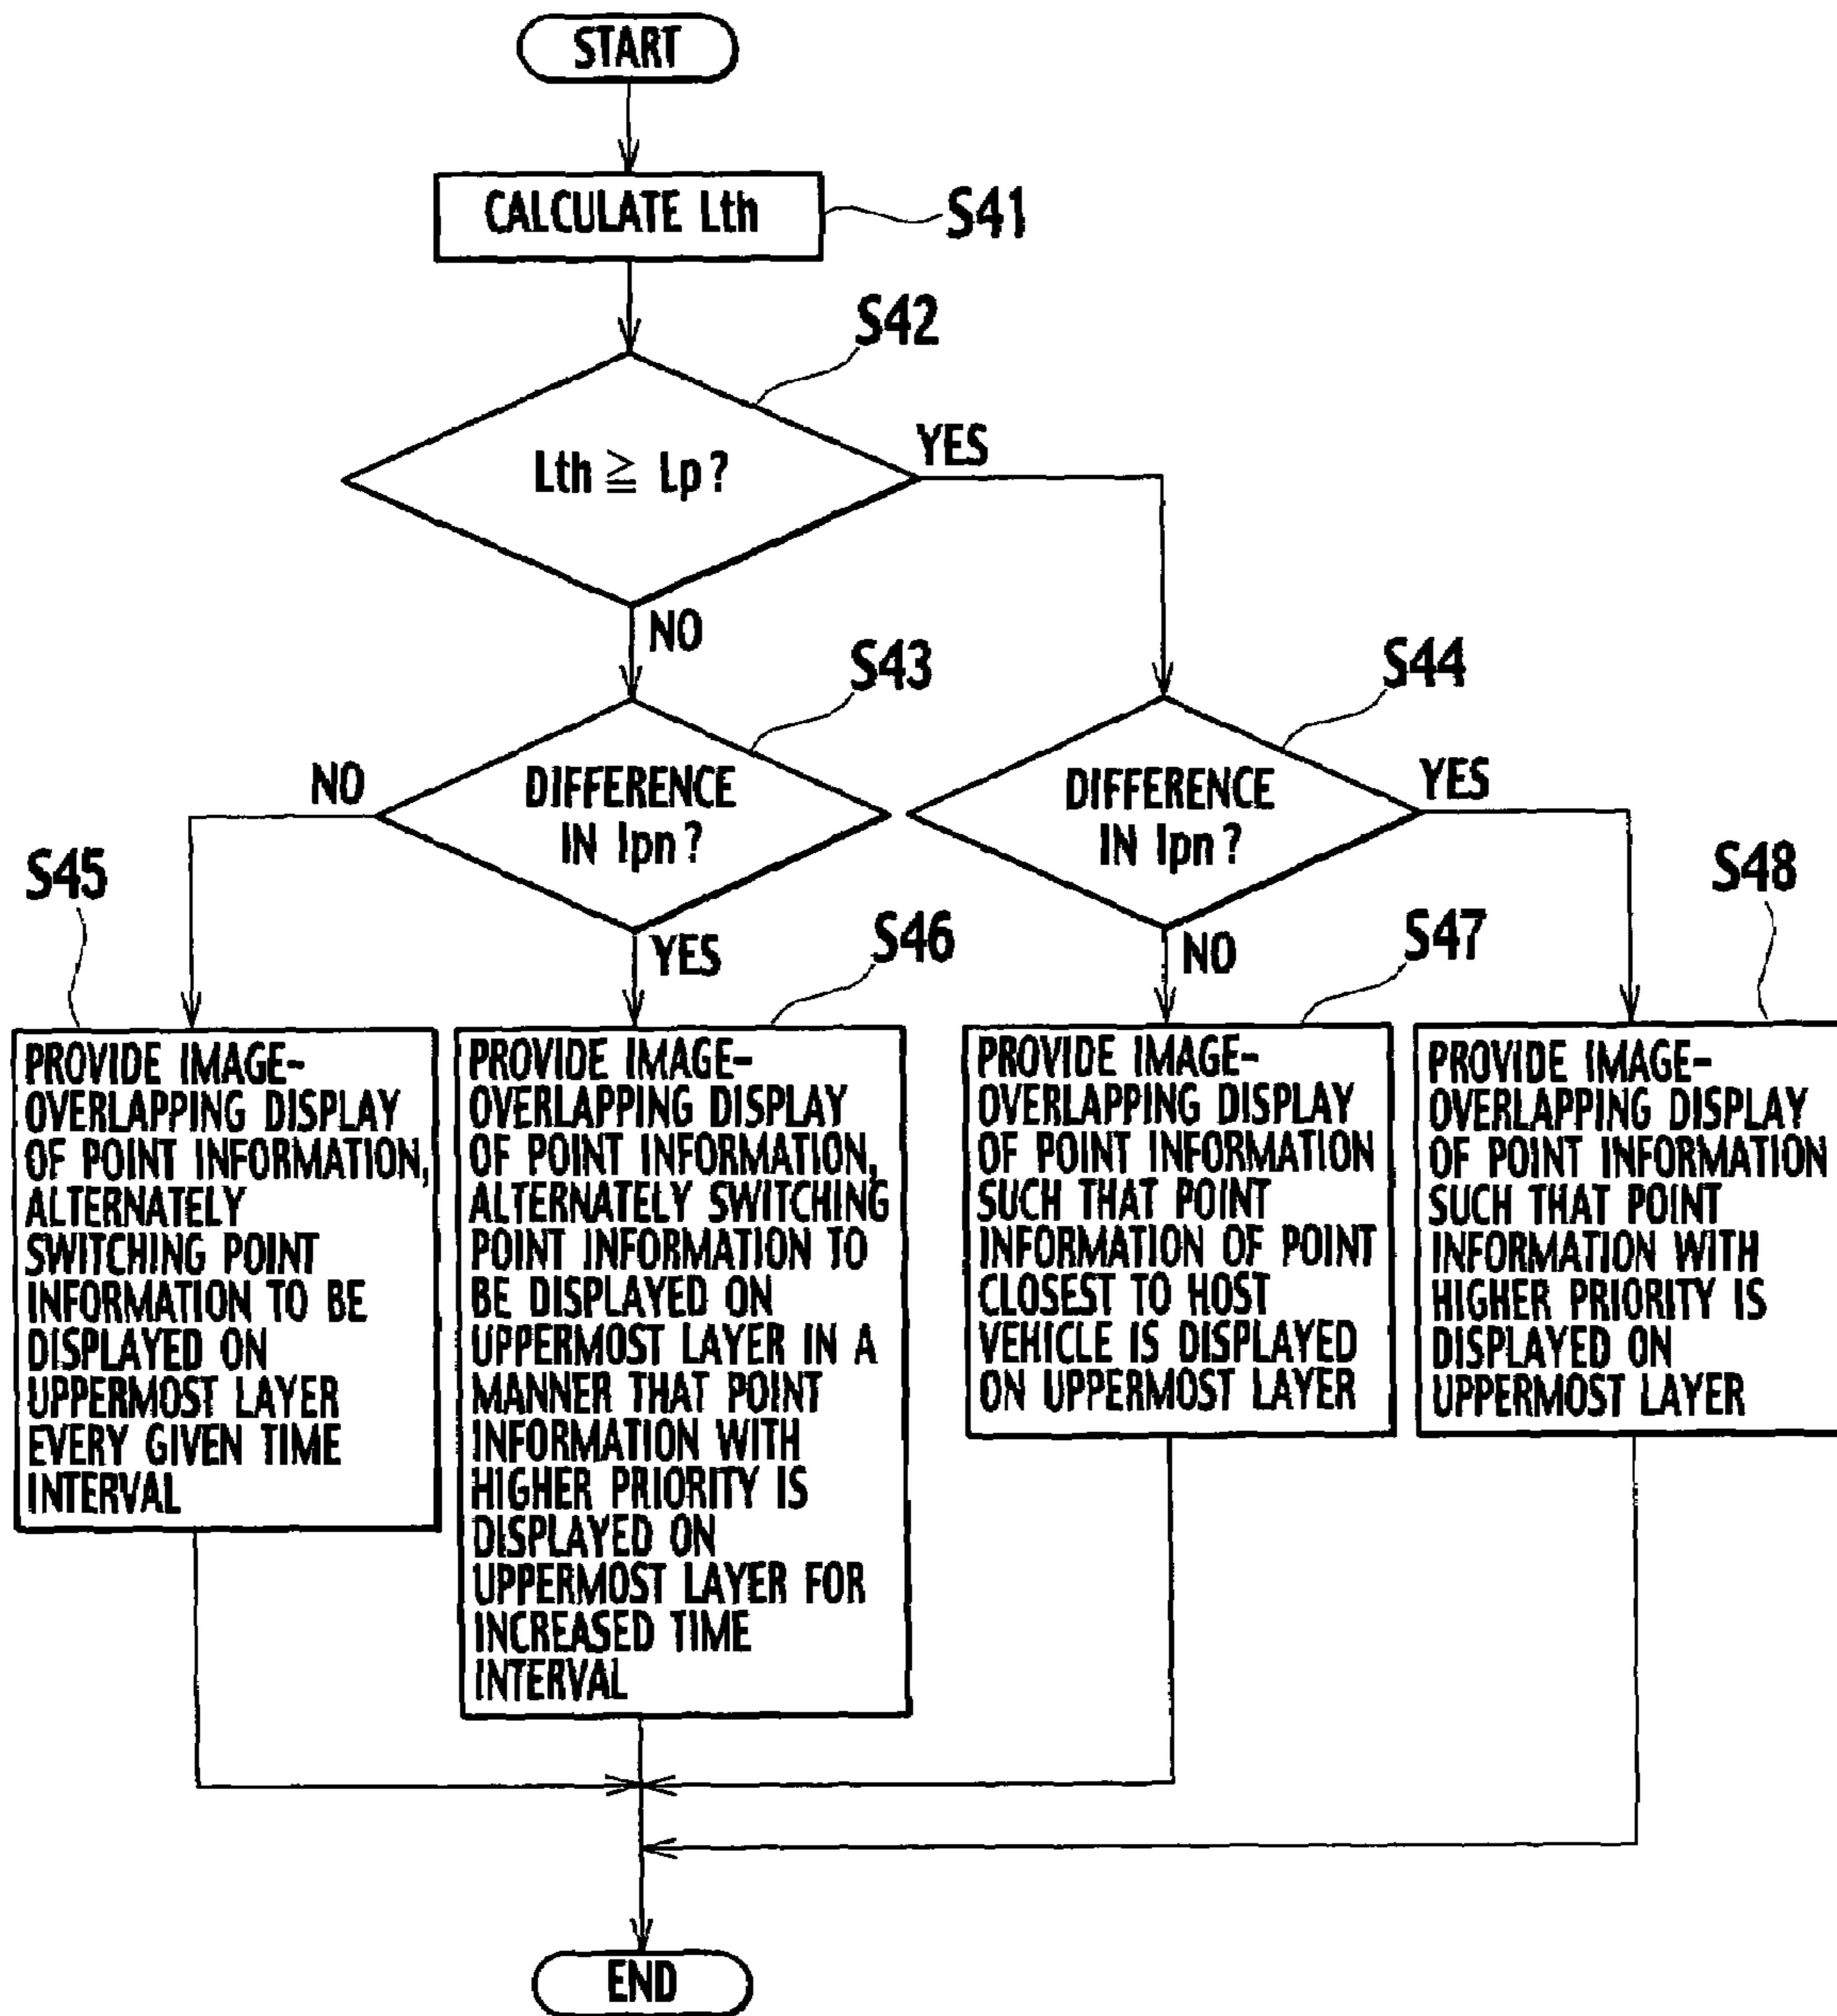 START
CALCULATE Lth
S41
S42
Lth ≧ Lp?
YES
NO
S43
S44
NO
DIFFERENCE
IN Ipn?
YES
DIFFERENCE
IN Ipn?
YES
NO
S45
PROVIDE IMAGE-
OVERLAPPING DISPLAY
OF POINT INFORMATION,
ALTERNATELY
SWITCHING POINT
INFORMATION TO BE
DISPLAYED ON
UPPERMOST LAYER
EVERY GIVEN TIME
INTERVAL
S46
PROVIDE IMAGE-
OVERLAPPING DISPLAY
OF POINT INFORMATION,
ALTERNATELY SWITCHING
POINT INFORMATION TO
BE DISPLAYED ON
UPPERMOST LAYER IN A
MANNER THAT POINT
INFORMATION WITH
HIGHER PRIORITY IS
DISPLAYED ON
UPPERMOST LAYER FOR
INCREASED TIME
INTERVAL
S47
PROVIDE IMAGE-
OVERLAPPING DISPLAY
OF POINT INFORMATION
SUCH THAT POINT
INFORMATION OF POINT
CLOSEST TO HOST
VEHICLE IS DISPLAYED
ON UPPERMOST LAYER
S48
PROVIDE IMAGE-
OVERLAPPING DISPLAY
OF POINT INFORMATION
SUCH THAT POINT
INFORMATION WITH
HIGHER PRIORITY IS
DISPLAYED ON
UPPERMOST LAYER
END